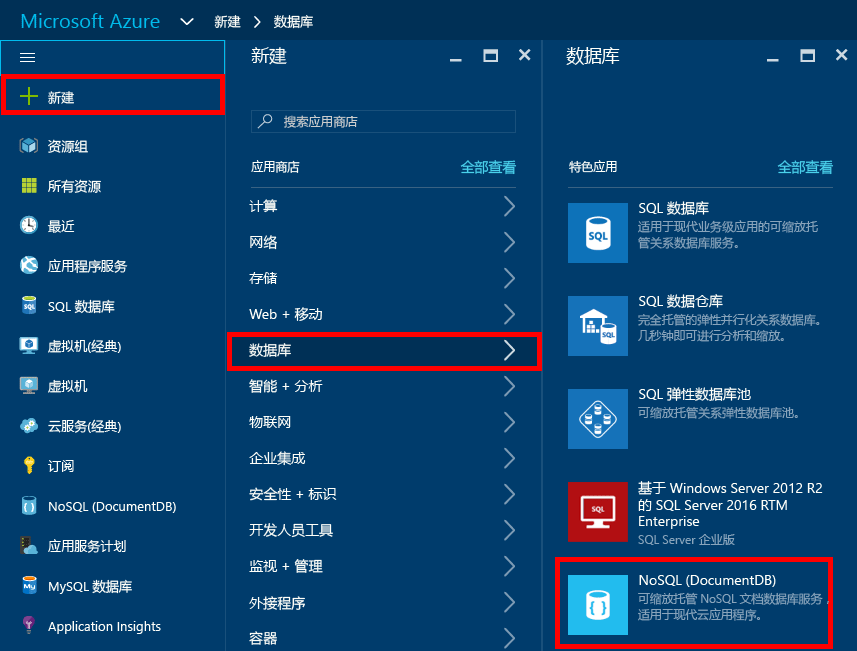 Microsoft Azure 新建 数据库
新建
资源组
所有资源
最近
应用程序服务
SQL 数据库
虚拟机(经典)
虚拟机
云服务(经典)
订阅
NoSQL (DocumentDB)
应用服务计划
MySQL 数据库
Application Insights
新建
搜索应用商店
应用商店 全部查看
计算
网络
存储
Web + 移动
数据库
智能 + 分析
物联网
企业集成
安全性 + 标识
开发人员工具
监视 + 管理
外接程序
容器
数据库
特色应用 全部查看
SQL 数据库
适用于现代业务级应用的可缩放托
管关系数据库服务。
SQL 数据仓库
完全托管的弹性并行化关系数据库。
几秒钟即可进行分析和缩放。
SQL 弹性数据库池
可缩放托管关系弹性数据库池。
基于 Windows Server 2012 R2
的 SQL Server 2016 RTM
Enterprise
SQL Server 企业版
NoSQL (DocumentDB)
可缩放托管 NoSQL 文档数据库服务，
适用于现代云应用程序。
SQL
SQL
SQL